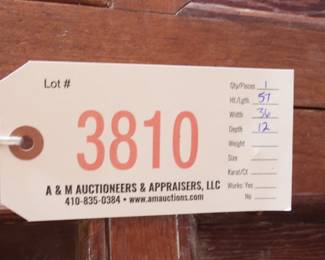 Lot #
3810
A & M AUCTIONEERS & APPRAISERS, LLC
410-835-0384 • www.amauctions.com
Qty/Pieces 1
Ht/Lgth 57
Width 36
Depth 12
Weight
Size
Karat/Ct
Works: Yes
No